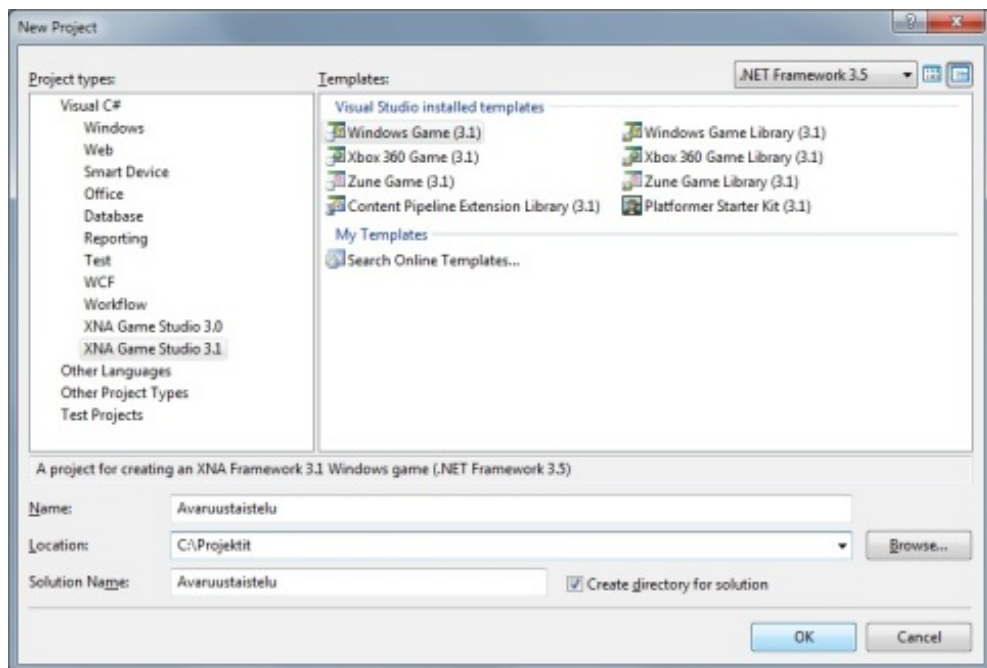 New Project
Project types:
Templates:
.NET Framework 3.5
Visual C#
Windows
Web
Smart Device
Office
Database
Reporting
Test
WCF
Workflow
XNA Game Studio 3.0
XNA Game Studio 3.1
Other Languages
Other Project Types
Test Projects
Visual Studio installed templates
Windows Game (3.1)
Windows Game Library (3.1)
Xbox 360 Game (3.1)
Xbox 360 Game Library (3.1)
Zune Game (3.1)
Zune Game Library (3.1)
Content Pipeline Extension Library (3.1)
Platformer Starter Kit (3.1)
My Templates
Search Online Templates...
A project for creating an XNA Framework 3.1 Windows game (.NET Framework 3.5)
Name:
Avaruustaistelu
Location:
C:\Projektit
Browse...
Solution Name:
Avaruustaistelu
Create directory for solution
OK
Cancel